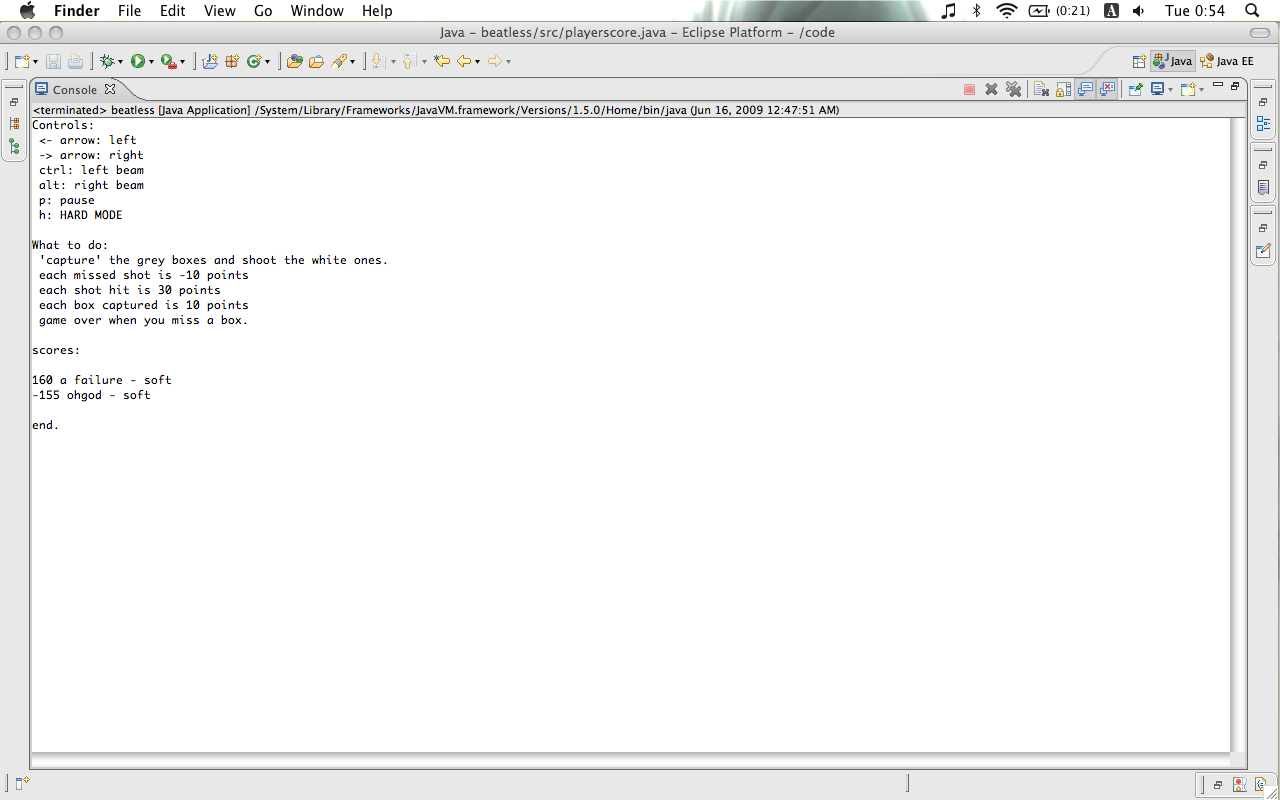 Finder File Edit View Go Window Help (0:21) A Tue 0:54
Java - beatless/src/playerscore.java - Eclipse Platform - /code
Java Java EE
Console
<terminated> beatless [Java Application] /System/Library/Frameworks/JavaVM.framework/Versions/1.5.0/Home/bin/java (Jun 16, 2009 12:47:51 AM)
Controls:
<- arrow: left
-> arrow: right
ctrl: left beam
alt: right beam
p: pause
h: HARD MODE
What to do:
'capture' the grey boxes and shoot the white ones.
each missed shot is -10 points
each shot hit is 30 points
each box captured is 10 points
game over when you miss a box.
scores:
160 a failure - soft
-155 ohgod - soft
end.